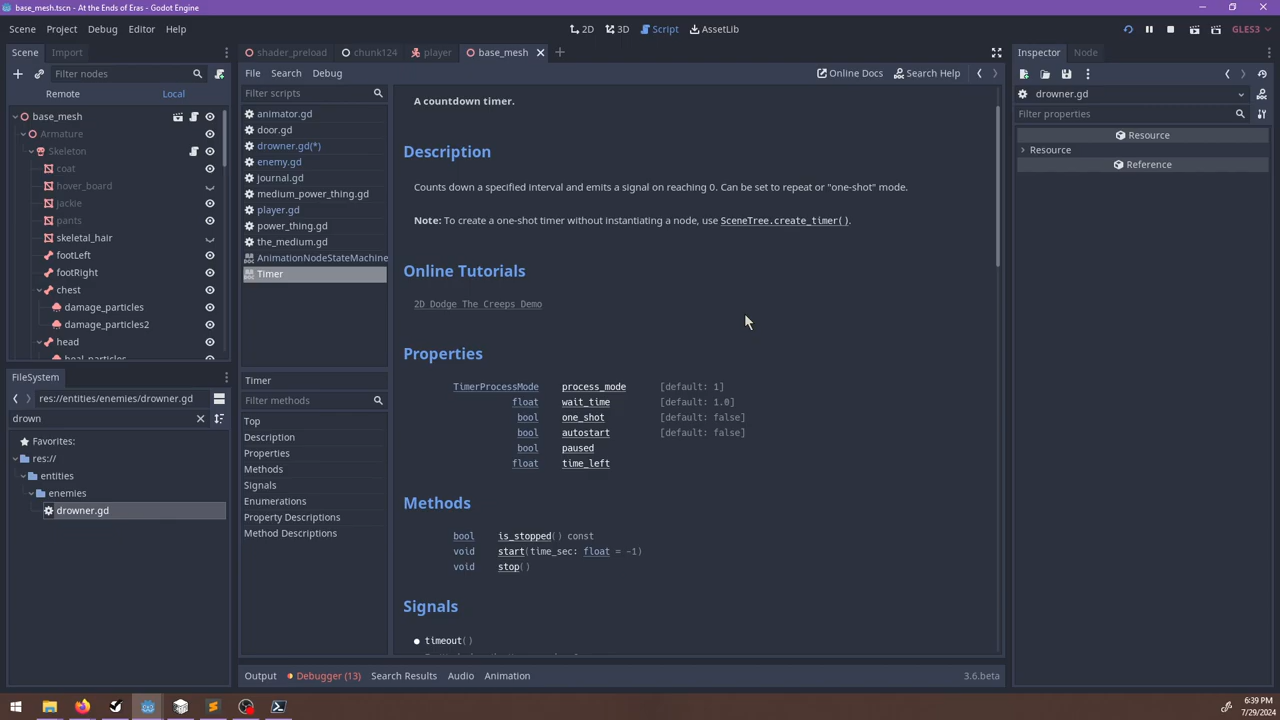 base_mesh.tscn - At the Ends of Eras - Godot Engine
Scene Project Debug Editor Help
2D 3D Script AssetLib
GLES3
Scene Import
Filter nodes
Remote Local
base_mesh
Armature
Skeleton
coat
hover_board
jackie
pants
skeletal_hair
footLeft
footRight
chest
damage_particles
damage_particles2
head
heal_particles
FileSystem
res://entities/enemies/drowner.gd
drown
Favorites:
res://
entities
enemies
drowner.gd
shader_preload chunk124 player base_mesh
File Search Debug
Online Docs Search Help
Filter scripts
animator.gd
door.gd
drowner.gd(*)
enemy.gd
journal.gd
medium_power_thing.gd
player.gd
power_thing.gd
the_medium.gd
AnimationNodeStateMachine
Timer
Timer
Filter methods
Top
Description
Properties
Methods
Signals
Enumerations
Property Descriptions
Method Descriptions
A countdown timer.
Description
Counts down a specified interval and emits a signal on reaching 0. Can be set to repeat or "one-shot" mode.
Note: To create a one-shot timer without instantiating a node, use SceneTree.create_timer().
Online Tutorials
2D Dodge The Creeps Demo
Properties
TimerProcessMode process_mode [default: 1]
float wait_time [default: 1.0]
bool one_shot [default: false]
bool autostart [default: false]
bool paused
float time_left
Methods
bool is_stopped() const
void start(time_sec: float = -1)
void stop()
Signals
timeout()
Output Debugger (13) Search Results Audio Animation
3.6.beta
Inspector Node
drowner.gd
Filter properties
Resource
Resource
Reference
6:39 PM
7/29/2024